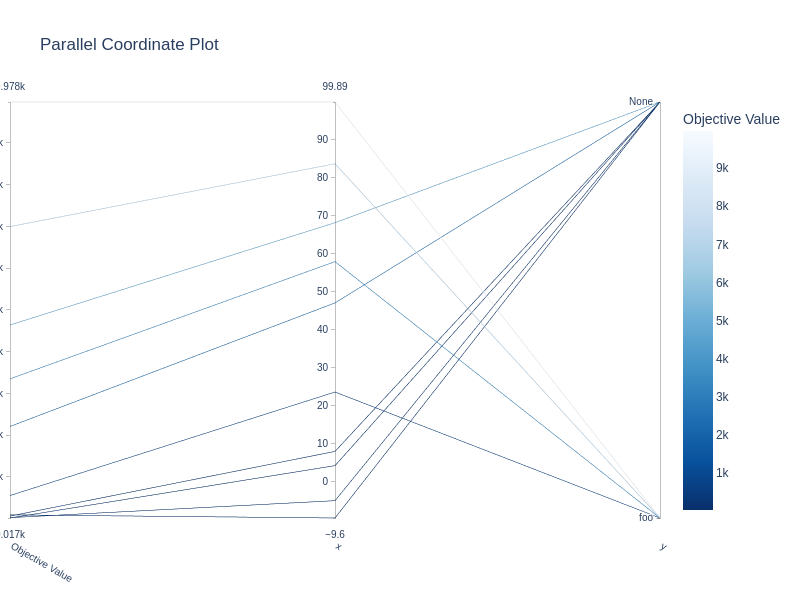 Parallel Coordinate Plot
.978k
99.89
None
Objective Value
k
90
9k
k
80
8k
k
70
7k
k
60
6k
k
50
5k
k
40
4k
k
30
3k
k
20
2k
k
10
1k
0
foo
.017k
−9.6
Objective Value
x
y